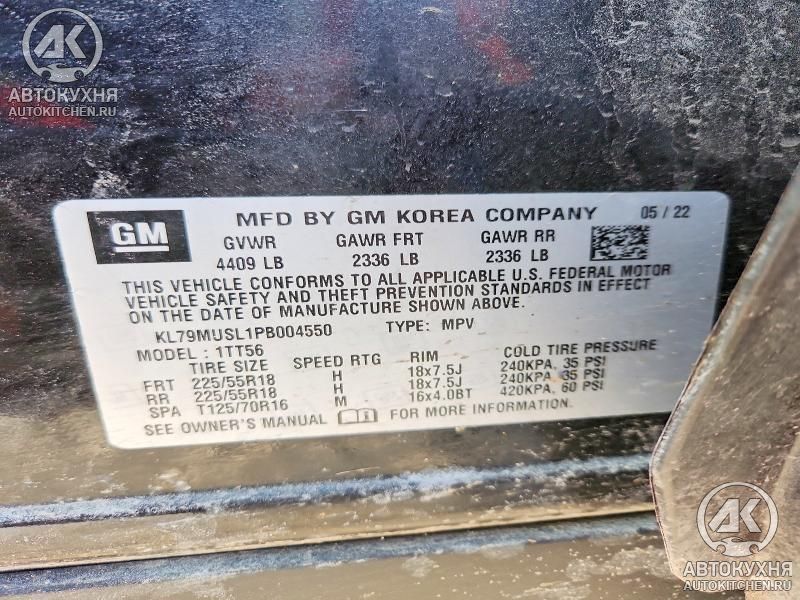 АК
АВТОКУХНЯ
AUTOKITCHEN.RU
GM
MFD BY GM KOREA COMPANY 05 / 22
GVWR GAWR FRT GAWR RR
4409 LB 2336 LB 2336 LB
THIS VEHICLE CONFORMS TO ALL APPLICABLE U.S. FEDERAL MOTOR
VEHICLE SAFETY AND THEFT PREVENTION STANDARDS IN EFFECT
ON THE DATE OF MANUFACTURE SHOWN ABOVE.
KL79MUSL1PB004550 TYPE: MPV
MODEL : 1TT56
TIRE SIZE SPEED RTG RIM COLD TIRE PRESSURE
FRT 225/55R18 H 18x7.5J 240KPA, 35 PSI
RR 225/55R18 H 18x7.5J 240KPA, 35 PSI
SPA T125/70R16 M 16x4.0BT 420KPA, 60 PSI
SEE OWNER'S MANUAL FOR MORE INFORMATION.
АК
АВТОКУХНЯ
AUTOKITCHEN.RU